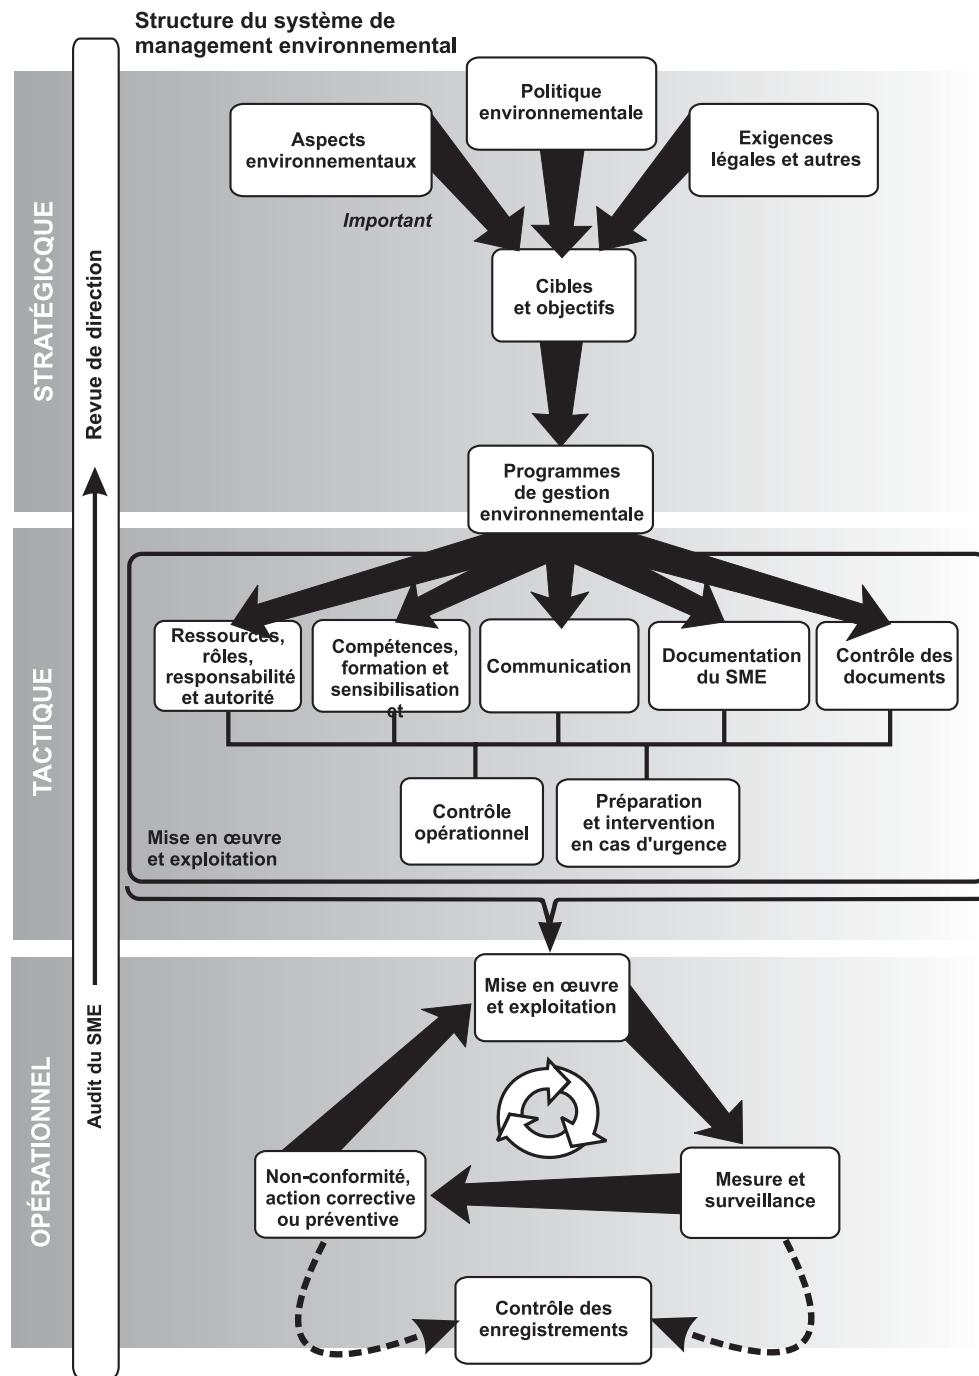 Structure du système de
management environnemental
STRATÉGICQUE
Revue de direction
Politique
environnementale
Aspects
environnementaux
Exigences
légales et autres
Important
Cibles
et objectifs
Programmes
de gestion
environnementale
TACTIQUE
Ressources,
rôles,
responsabilité
et autorité
Compétences,
formation et
sensibilisation
et
Communication
Documentation
du SME
Contrôle des
documents
Contrôle
opérationnel
Préparation
et intervention
en cas d'urgence
Mise en œuvre
et exploitation
OPÉRATIONNEL
Audit du SME
Mise en œuvre
et exploitation
Non-conformité,
action corrective
ou préventive
Mesure et
surveillance
Contrôle des
enregistrements